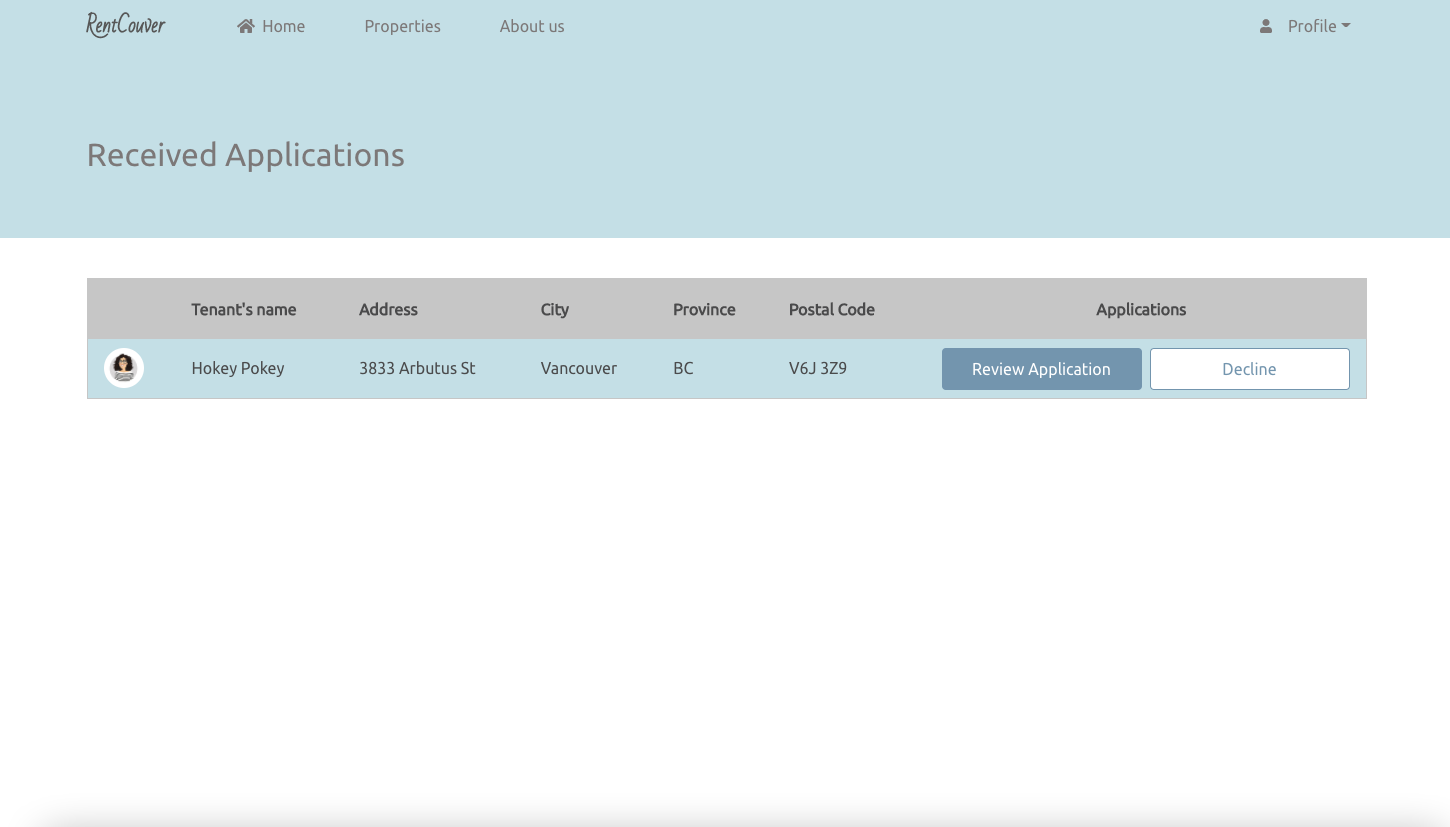 RentCouver Home Properties About us Profile
Received Applications
Tenant's name Address City Province Postal Code Applications
Hokey Pokey 3833 Arbutus St Vancouver BC V6J 3Z9 Review Application Decline